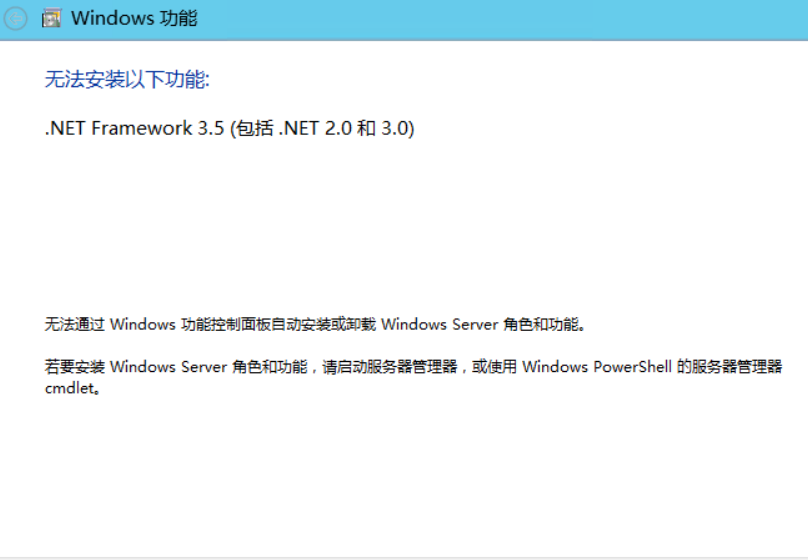 Windows 功能
无法安装以下功能:
.NET Framework 3.5 (包括 .NET 2.0 和 3.0)
无法通过 Windows 功能控制面板自动安装或卸载 Windows Server 角色和功能。
若要安装 Windows Server 角色和功能，请启动服务器管理器，或使用 Windows PowerShell 的服务器管理器
cmdlet。